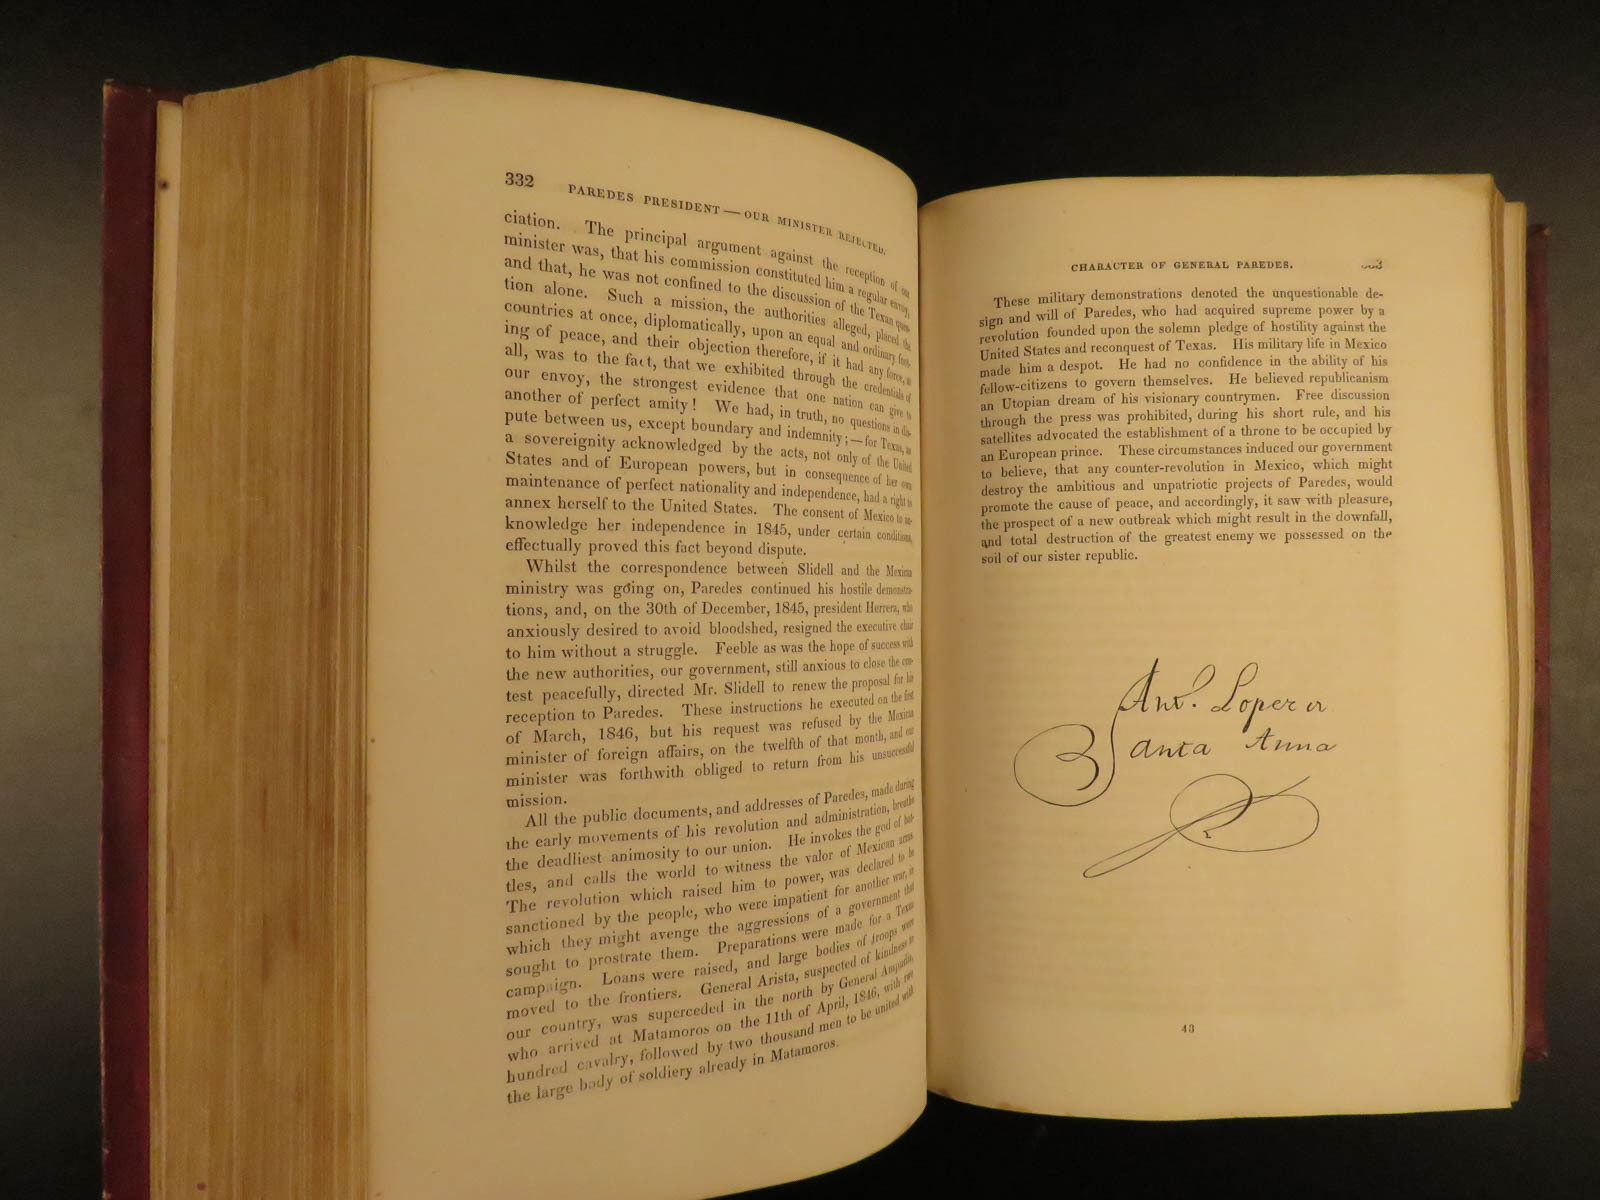 332
PAREDES PRESIDENT — OUR MINISTER REJECTED.
ciation. The principal argument against the reception of our
minister was, that his commission constituted him a regular envoy,
and that, he was not confined to the discussion of the Texan ques-
tion alone. Such a mission, the authorities alleged, placed the
countries at once, diplomatically, upon an equal and ordinary foot-
ing of peace, and their objection therefore, if it had any force, at
all, was to the fact, that we exhibited through the credentials of
our envoy, the strongest evidence that one nation can give to
another of perfect amity! We had, in truth, no questions in dis-
pute between us, except boundary and indemnity; — for Texas, as
a sovereignity acknowledged by the acts, not only of the United
States and of European powers, but in consequence of her own
maintenance of perfect nationality and independence, had a right to
annex herself to the United States. The consent of Mexico to ac-
knowledge her independence in 1845, under certain conditions,
effectually proved this fact beyond dispute.
Whilst the correspondence between Slidell and the Mexican
ministry was going on, Paredes continued his hostile demonstra-
tions, and, on the 30th of December, 1845, president Herrera, who
anxiously desired to avoid bloodshed, resigned the executive chair
to him without a struggle. Feeble as was the hope of success with
the new authorities, our government, still anxious to close the con-
test peacefully, directed Mr. Slidell to renew the proposal for his
reception to Paredes. These instructions he executed on the first
of March, 1846, but his request was refused by the Mexican
minister of foreign affairs, on the twelfth of that month, and our
minister was forthwith obliged to return from his unsuccessful
mission.
All the public documents, and addresses of Paredes, made during
the early movements of his revolution and administration, breathe
the deadliest animosity to our union. He invokes the god of bat-
tles, and calls the world to witness the valor of Mexican arms.
The revolution which raised him to power, was declared to be
sanctioned by the people, who were impatient for another war, in
which they might avenge the aggressions of a government that
sought to prostrate them. Preparations were made for a Texan
campaign. Loans were raised, and large bodies of troops were
moved to the frontiers. General Arista, suspected of kindness to
our country, was superceded in the north by General Ampudia,
who arrived at Matamoros on the 11th of April, 1846, with two
hundred cavalry, followed by two thousand men to be united with
the large body of soldiery already in Matamoros.
CHARACTER OF GENERAL PAREDES. 333
These military demonstrations denoted the unquestionable de-
sign and will of Paredes, who had acquired supreme power by a
revolution founded upon the solemn pledge of hostility against the
United States and reconquest of Texas. His military life in Mexico
made him a despot. He had no confidence in the ability of his
fellow-citizens to govern themselves. He believed republicanism
an Utopian dream of his visionary countrymen. Free discussion
through the press was prohibited, during his short rule, and his
satellites advocated the establishment of a throne to be occupied by
an European prince. These circumstances induced our government
to believe, that any counter-revolution in Mexico, which might
destroy the ambitious and unpatriotic projects of Paredes, would
promote the cause of peace, and accordingly, it saw with pleasure,
the prospect of a new outbreak which might result in the downfall,
and total destruction of the greatest enemy we possessed on the
soil of our sister republic.
Ant. Lopez
Santa Anna
43